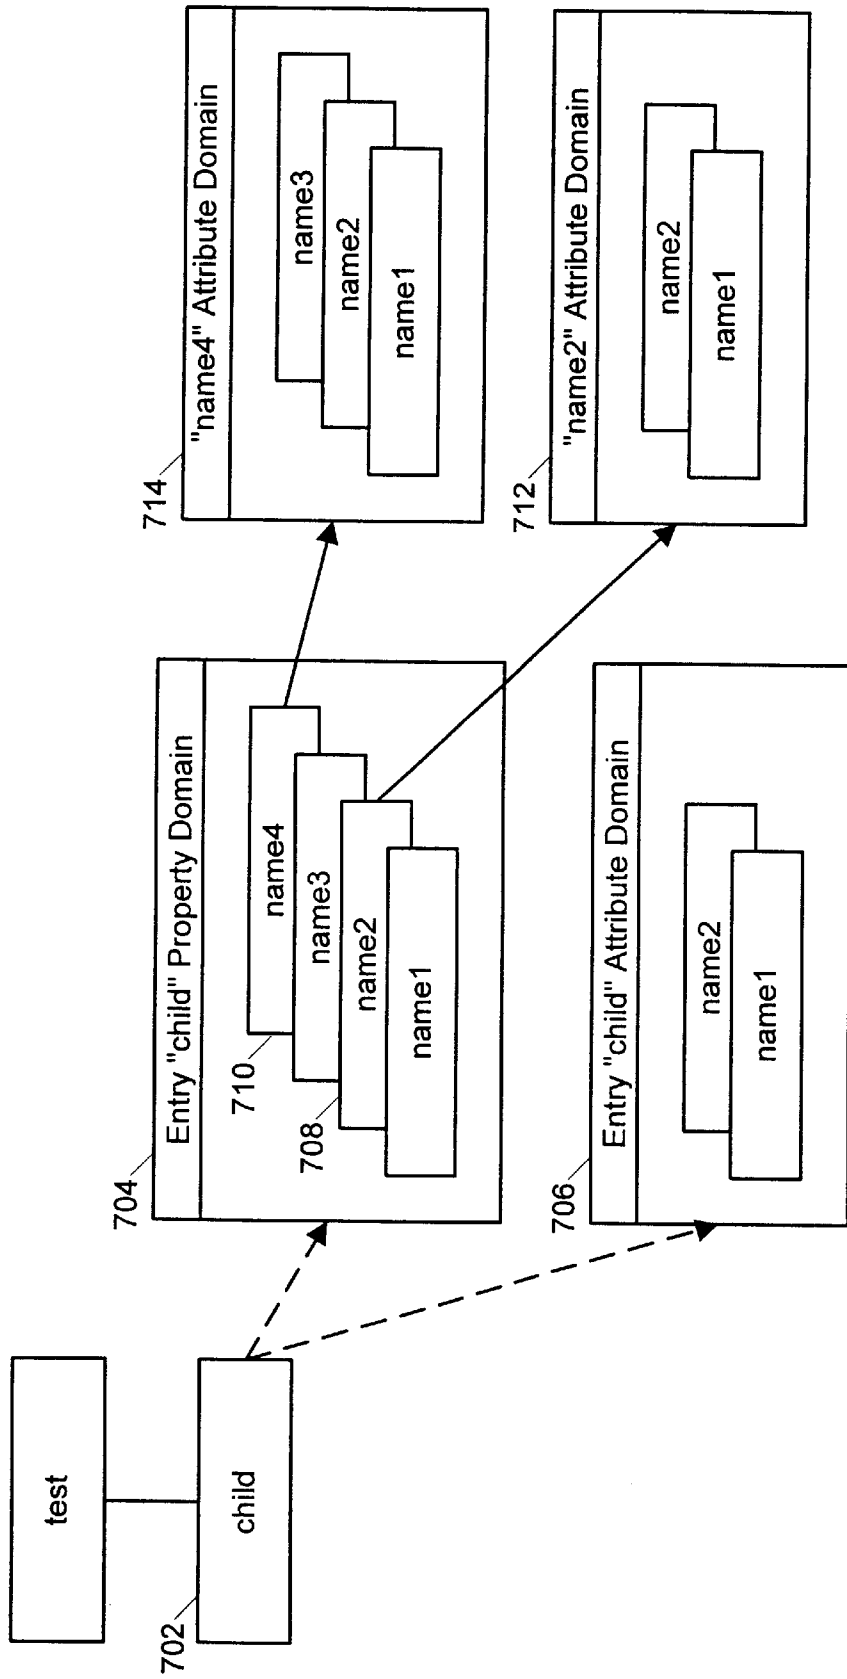 test
702
child
704
Entry "child" Property Domain
710
name4
name3
708
name2
name1
706
Entry "child" Attribute Domain
name2
name1
714
"name4" Attribute Domain
name3
name2
name1
712
"name2" Attribute Domain
name2
name1